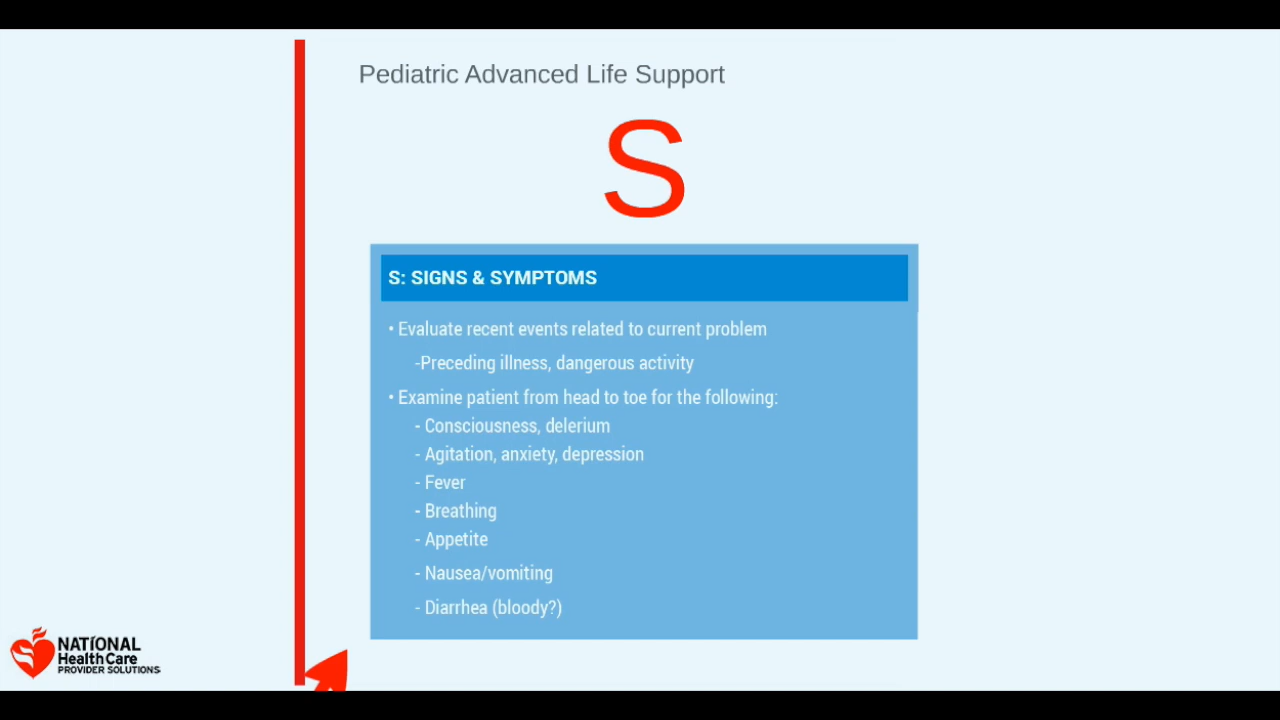 Pediatric Advanced Life Support
S
S: SIGNS & SYMPTOMS
• Evaluate recent events related to current problem
-Preceding illness, dangerous activity
• Examine patient from head to toe for the following:
- Consciousness, delerium
- Agitation, anxiety, depression
- Fever
- Breathing
- Appetite
- Nausea/vomiting
- Diarrhea (bloody?)
NATIONAL
HealthCare
PROVIDER SOLUTIONS